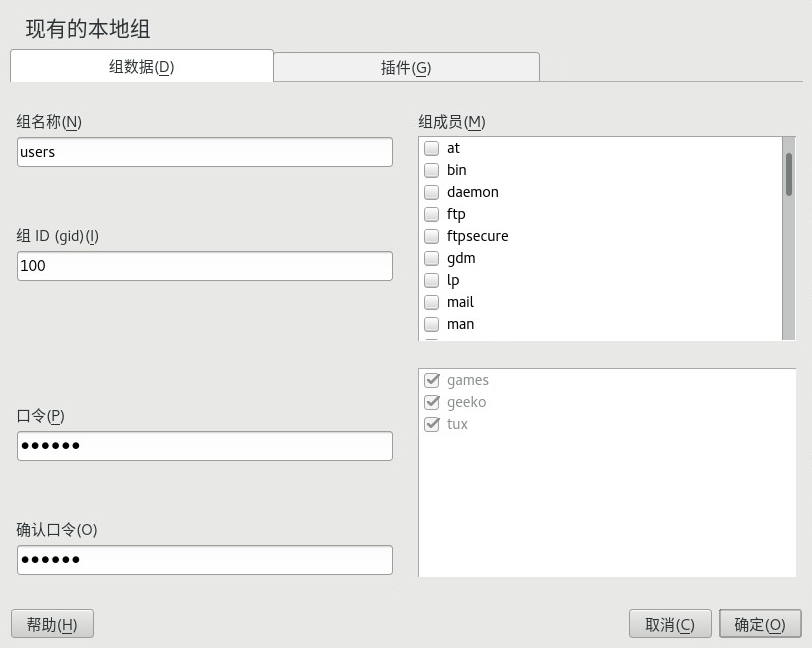 现有的本地组
组数据(D)
插件(G)
组名称(N)
users
组 ID (gid)(I)
100
口令(P)
●●●●●●
确认口令(O)
●●●●●●
组成员(M)
at
bin
daemon
ftp
ftpsecure
gdm
lp
mail
man
games
geeko
tux
帮助(H)
取消(C)
确定(O)